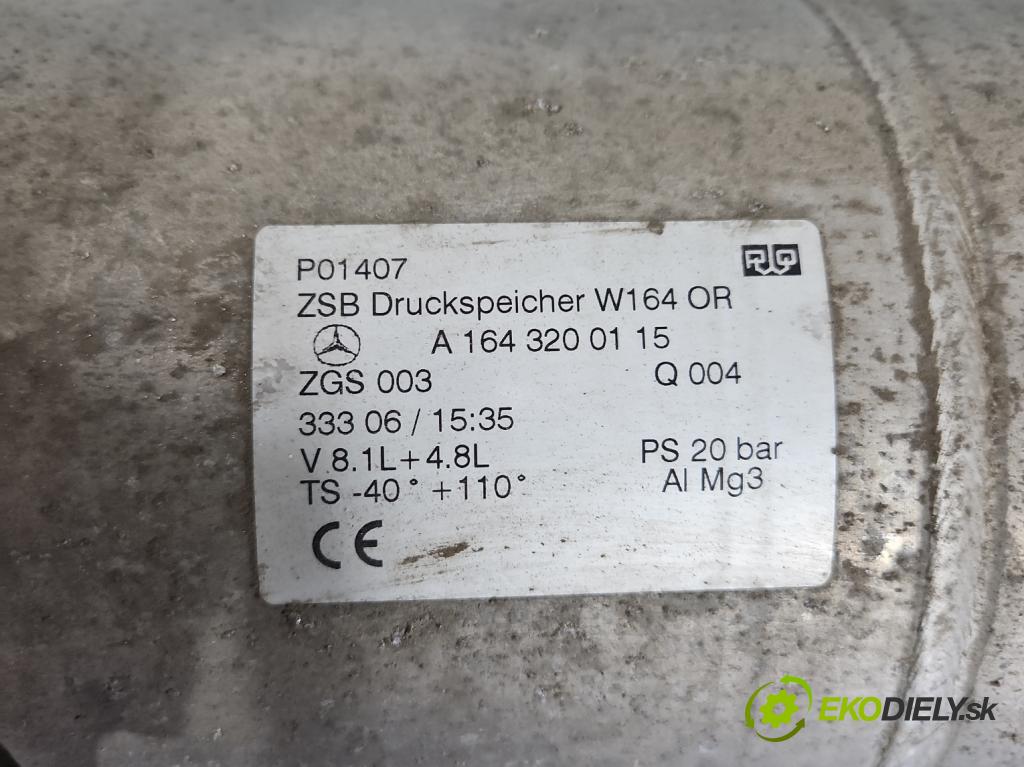 P01407
ZSB Druckspeicher W164 OR
A 164 320 01 15
ZGS 003 Q 004
333 06 / 15:35
V 8.1L+4.8L PS 20 bar
TS -40° +110° Al Mg3
CE
EKODIELY.sk